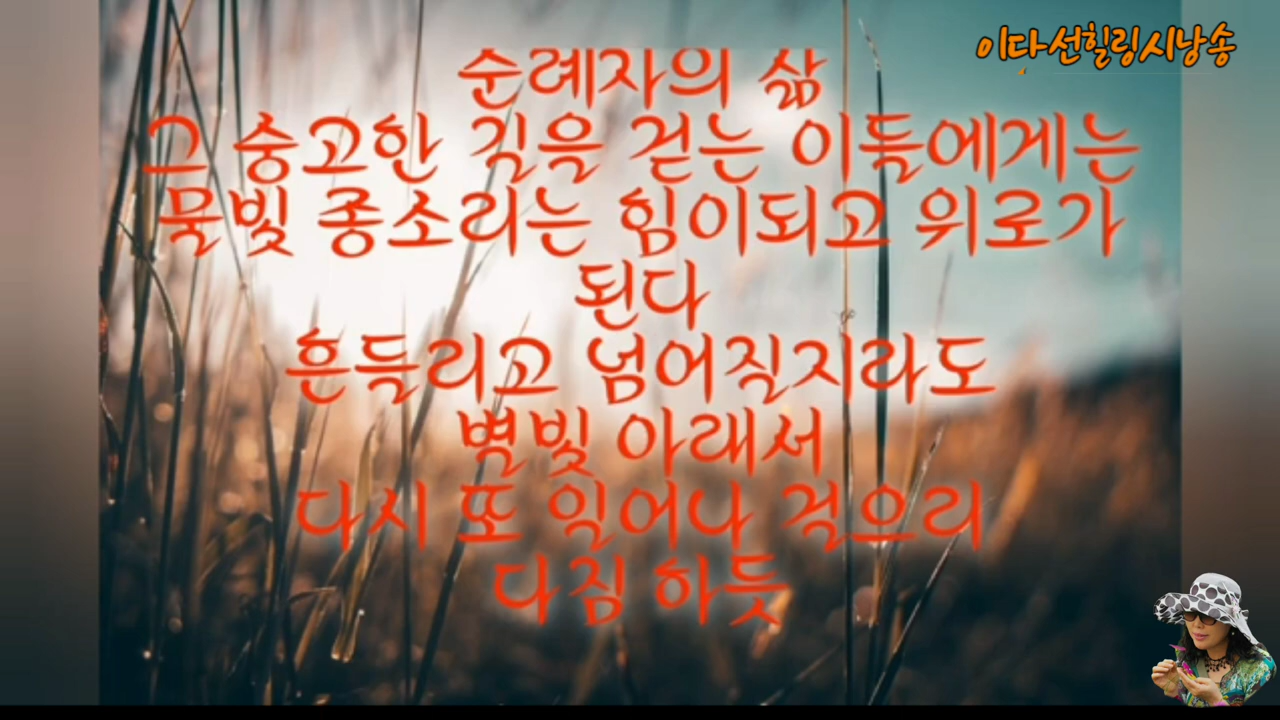 이다선힐링시낭송
순례자의 삶
그 숭고한 길을 걷는 이들에게는
물빛 종소리는 힘이되고 위로가
된다
흔들리고 넘어질지라도
별빛 아래서
다시 또 일어나 걸으리
다짐 하듯